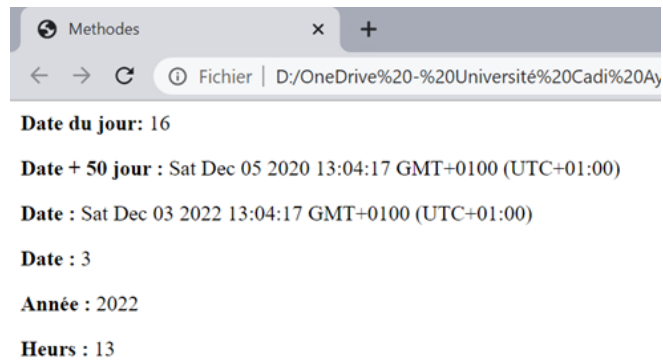 Methodes
Fichier D:/OneDrive%20-%20Université%20Cadi%20Ay
Date du jour: 16
Date + 50 jour : Sat Dec 05 2020 13:04:17 GMT+0100 (UTC+01:00)
Date : Sat Dec 03 2022 13:04:17 GMT+0100 (UTC+01:00)
Date : 3
Année : 2022
Heurs : 13